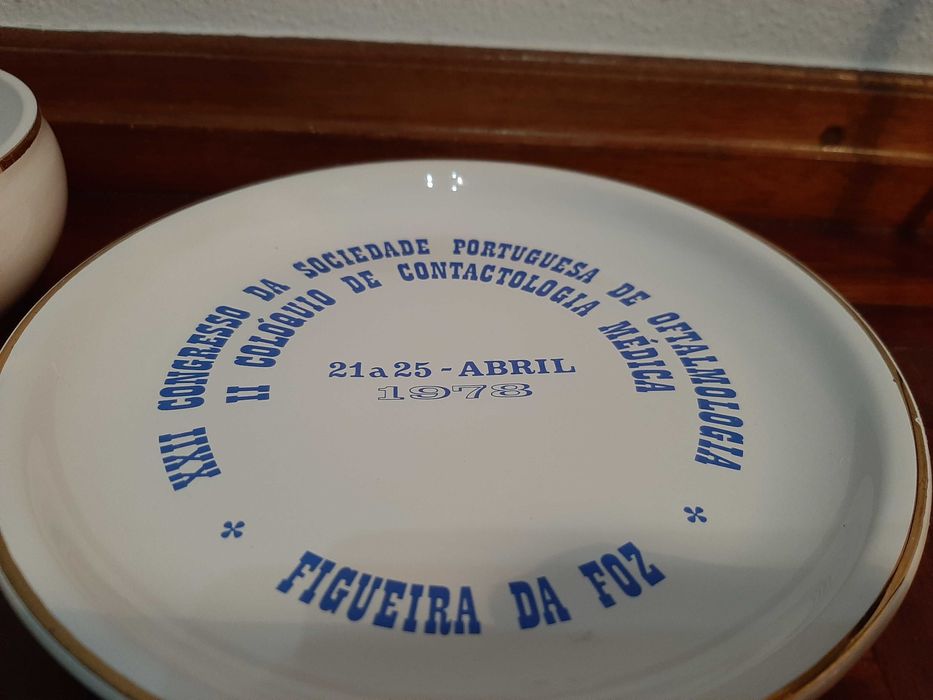 XXII CONGRESSO DA SOCIEDADE PORTUGUESA DE OFTALMOLOGIA
II COLÓQUIO DE CONTACTOLOGIA MÉDICA
21 a 25 - ABRIL
1978
* FIGUEIRA DA FOZ *